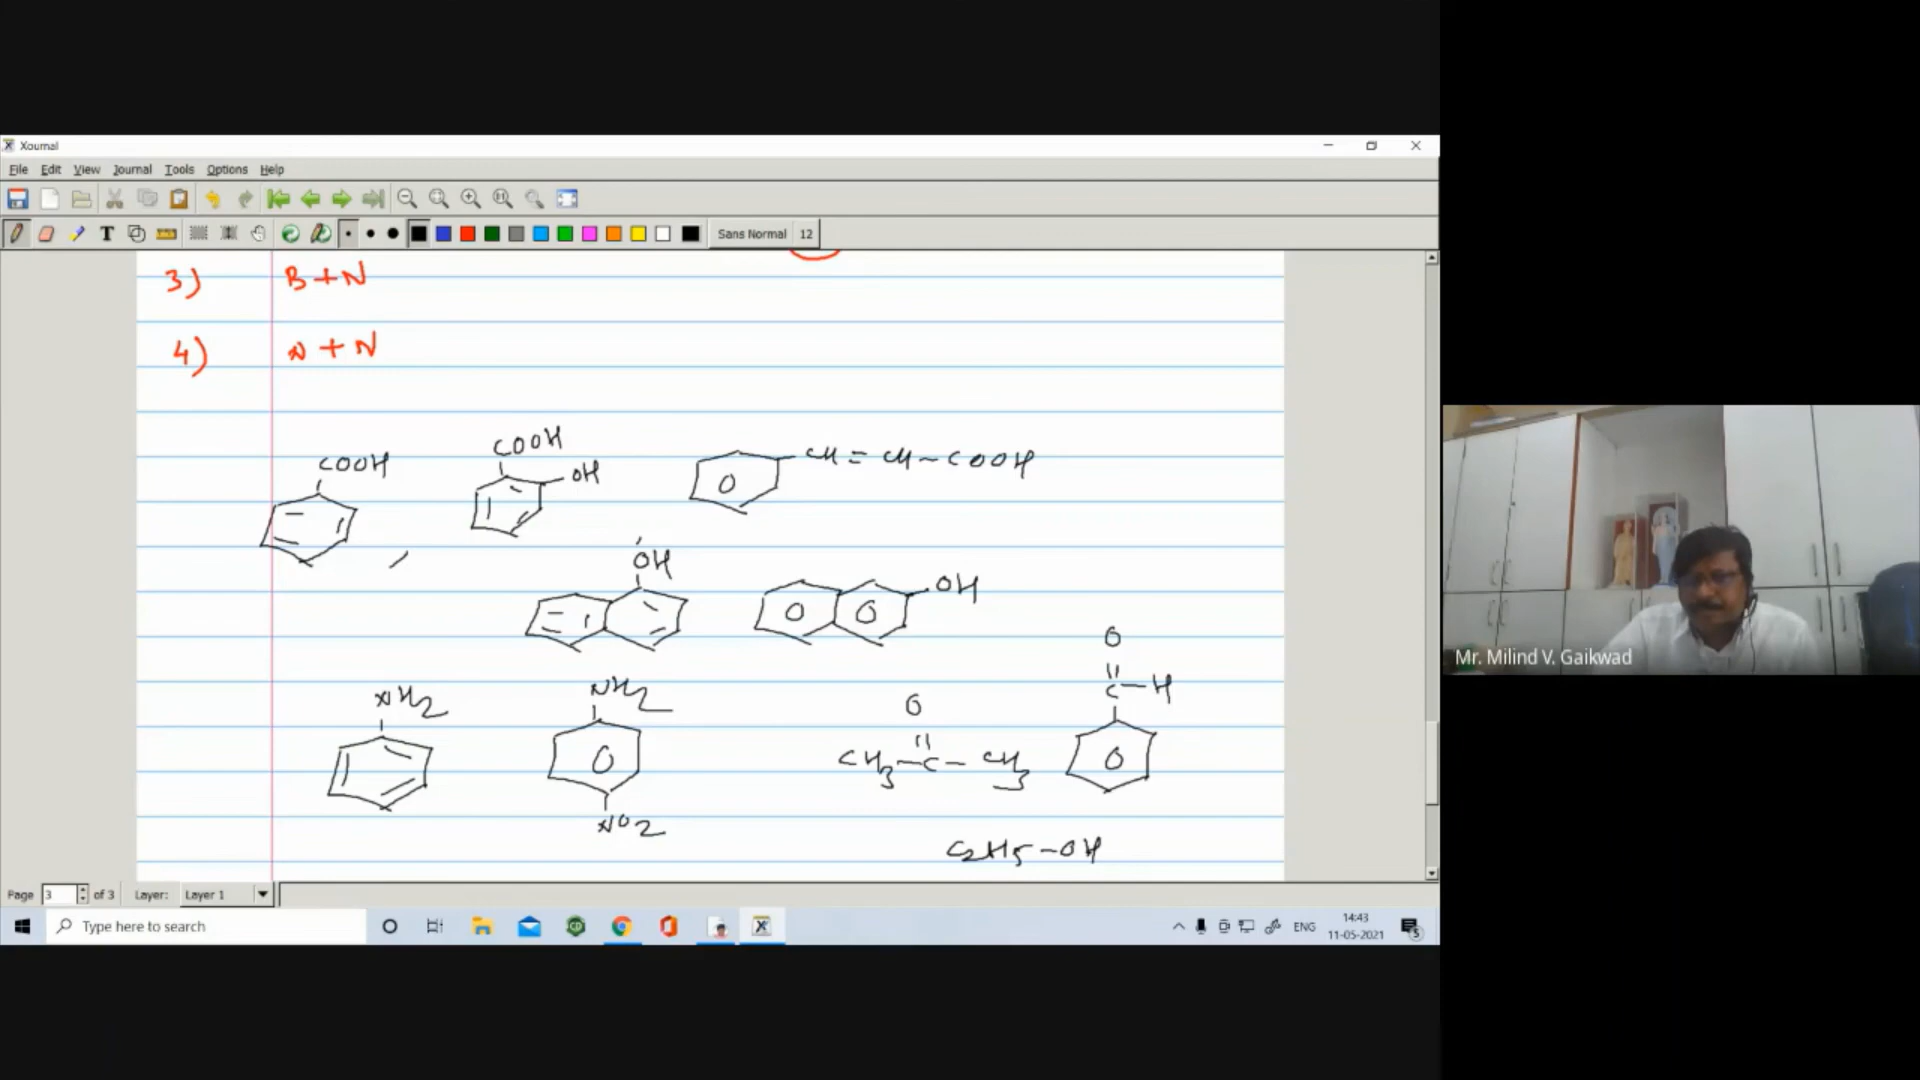 Xournal
File Edit View Journal Tools Options Help
T Sans Normal 12
3) B + N
4) N + N
COOH
COOH
OH
CH = CH - COOH
OH
OH
O
C - H
NH2
NH2
O
CH3 - C - CH3
NO2
C2H5 - OH
Page 3 of 3 Layer: Layer 1
Type here to search
ENG
14:43
11-05-2021
5
Mr. Milind V. Gaikwad